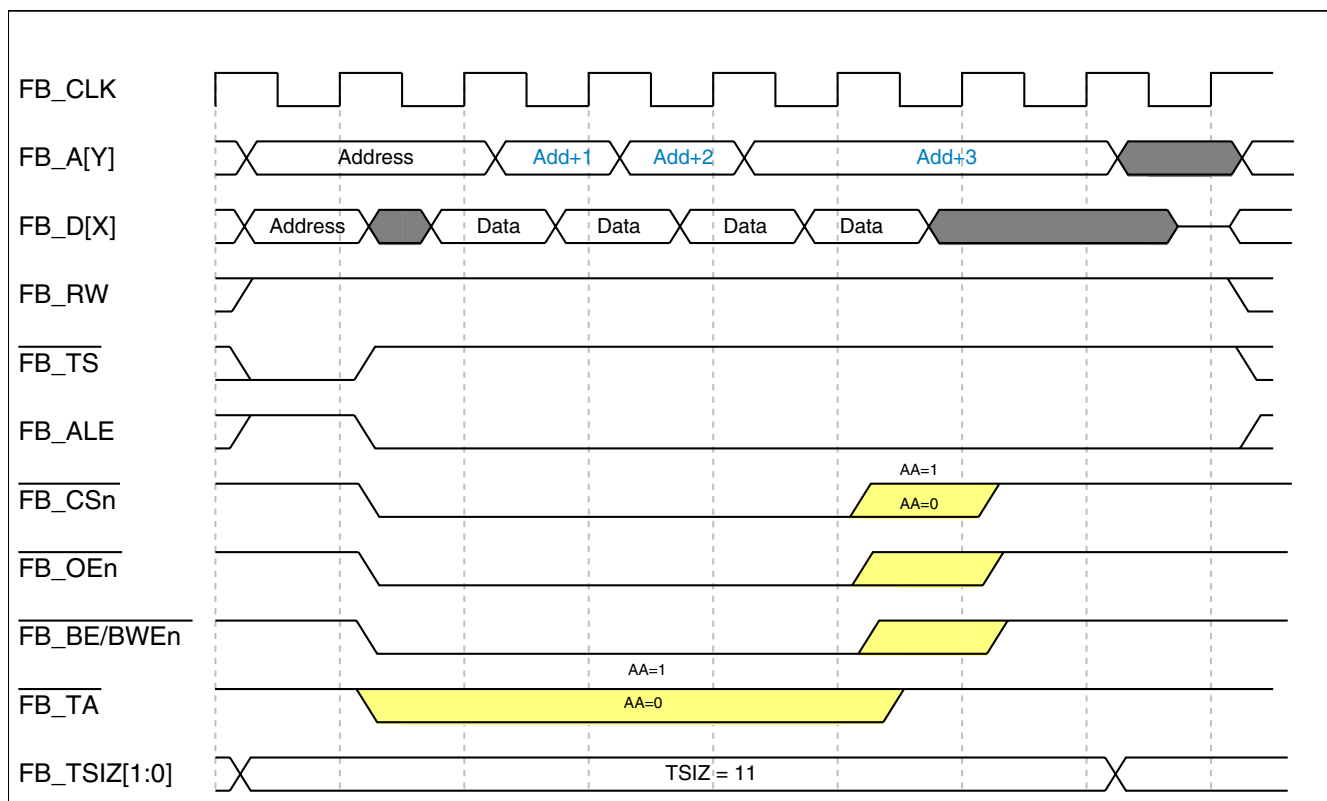 FB_CLK
FB_A[Y] Address Add+1 Add+2 Add+3
FB_D[X] Address Data Data Data Data
FB_RW
FB_TS
FB_ALE
AA=1
FB_CSn AA=0
FB_OEn
FB_BE/BWEn
AA=1
FB_TA AA=0
FB_TSIZ[1:0] TSIZ = 11